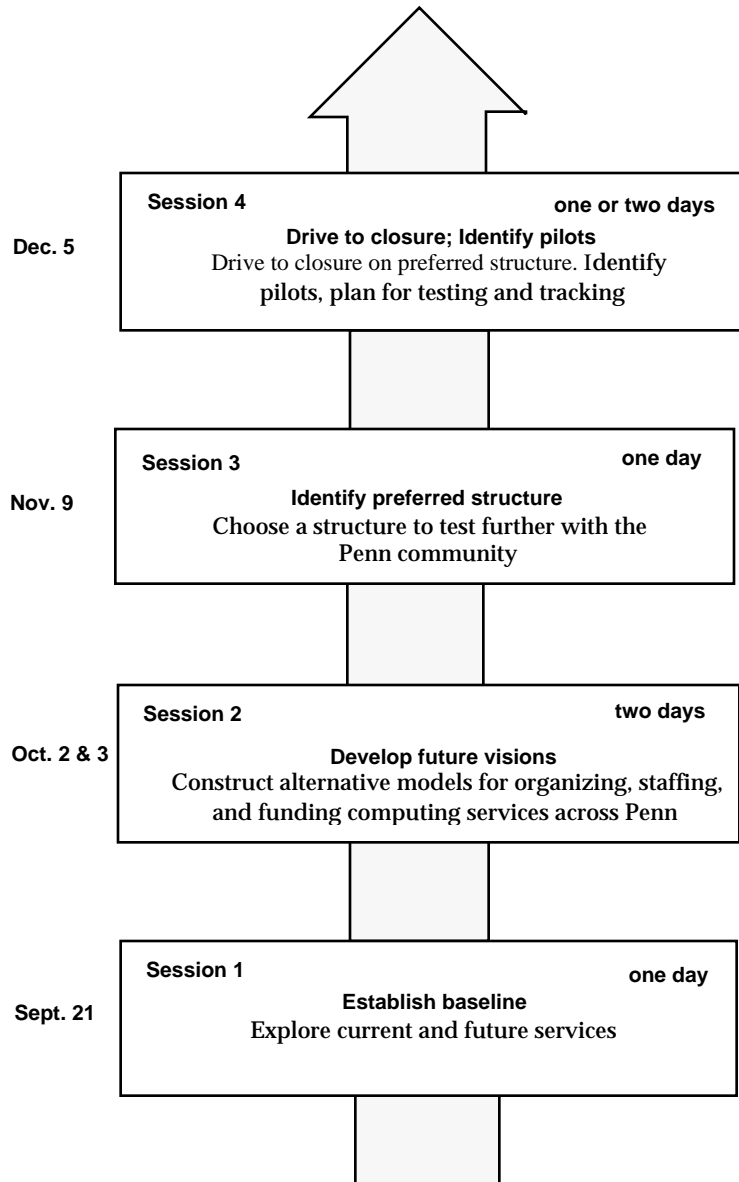 Session 4
one or two days
Dec. 5
Drive to closure; Identify pilots
Drive to closure on preferred structure. Identify
pilots, plan for testing and tracking
Session 3
one day
Nov. 9
Identify preferred structure
Choose a structure to test further with the
Penn community
Session 2
two days
Oct. 2 & 3
Develop future visions
Construct alternative models for organizing, staffing,
and funding computing services across Penn
Session 1
one day
Sept. 21
Establish baseline
Explore current and future services